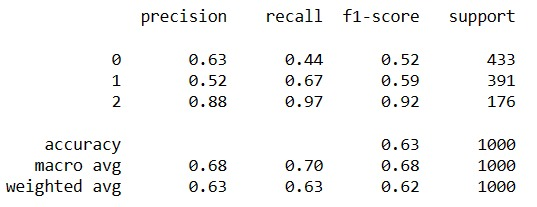 precision recall f1-score support
0 0.63 0.44 0.52 433
1 0.52 0.67 0.59 391
2 0.88 0.97 0.92 176
accuracy 0.63 1000
macro avg 0.68 0.70 0.68 1000
weighted avg 0.63 0.63 0.62 1000